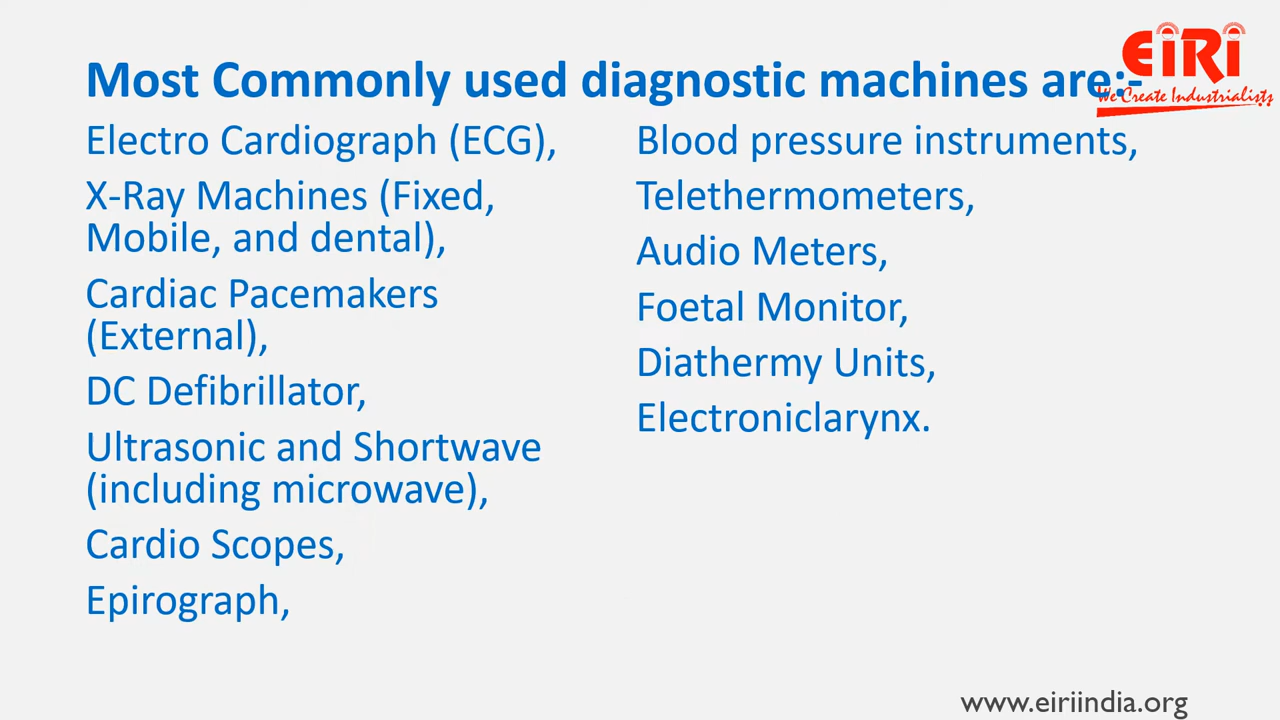 EiRi
We Create Industrialists
Most Commonly used diagnostic machines are:-
Electro Cardiograph (ECG),
X-Ray Machines (Fixed,
Mobile, and dental),
Cardiac Pacemakers
(External),
DC Defibrillator,
Ultrasonic and Shortwave
(including microwave),
Cardio Scopes,
Epirograph,
Blood pressure instruments,
Telethermometers,
Audio Meters,
Foetal Monitor,
Diathermy Units,
Electroniclarynx.
www.eiriindia.org